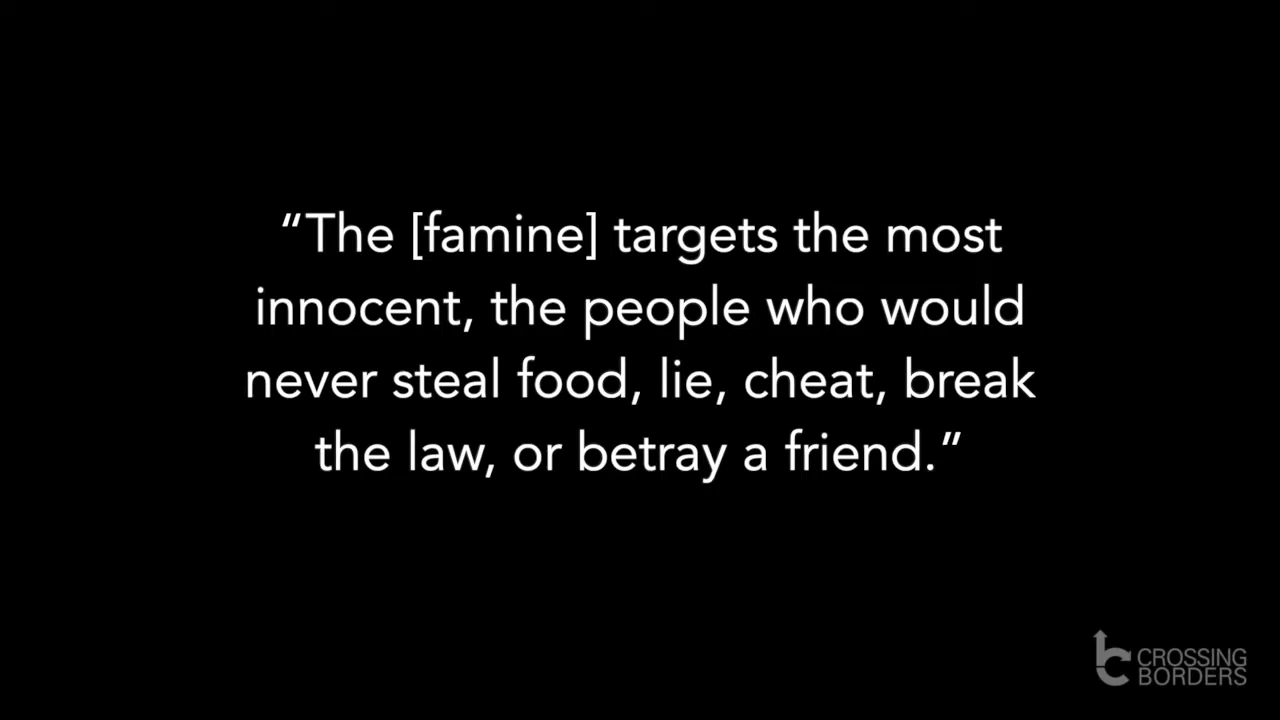 “The [famine] targets the most
innocent, the people who would
never steal food, lie, cheat, break
the law, or betray a friend.”
CROSSING
BORDERS